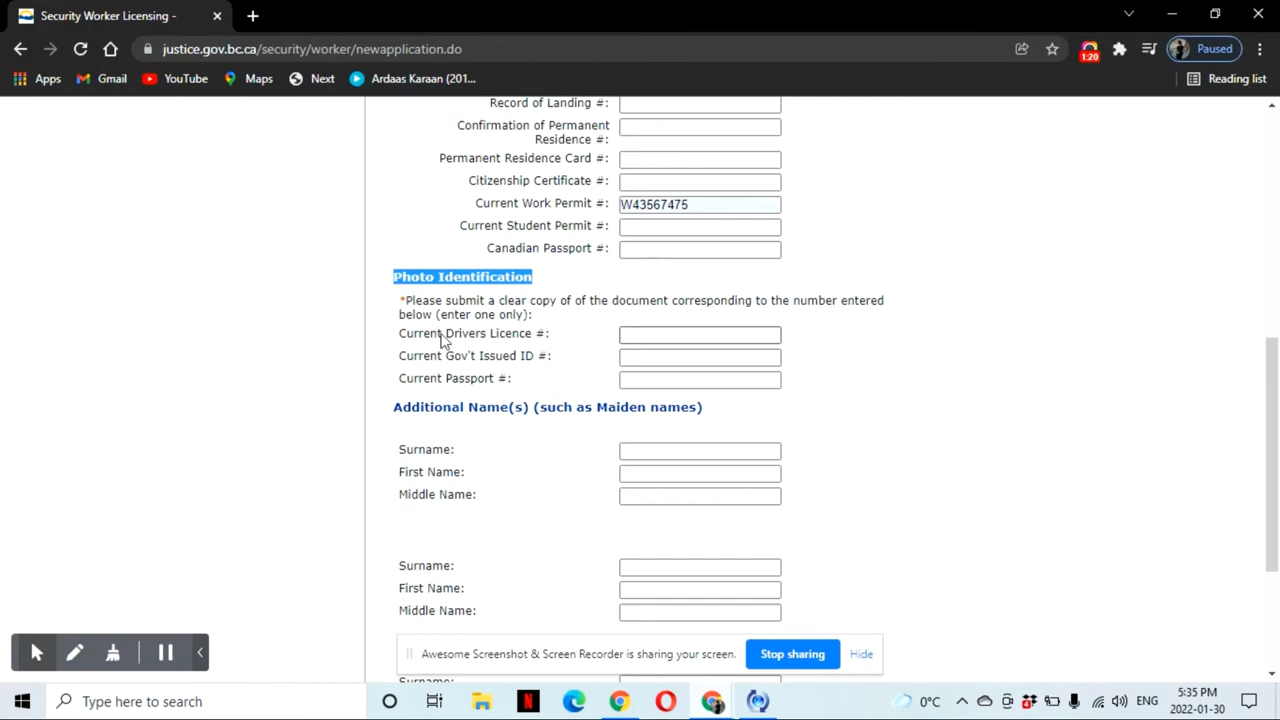 Security Worker Licensing -
justice.gov.bc.ca/security/worker/newapplication.do
1:20
Paused
Apps
Gmail
YouTube
Maps
Next
Ardaas Karaan (201...
Reading list
Record of Landing #:
Confirmation of Permanent
Residence #:
Permanent Residence Card #:
Citizenship Certificate #:
Current Work Permit #: W43567475
Current Student Permit #:
Canadian Passport #:
Photo Identification
*Please submit a clear copy of of the document corresponding to the number entered
below (enter one only):
Current Drivers Licence #:
Current Gov't Issued ID #:
Current Passport #:
Additional Name(s) (such as Maiden names)
Surname:
First Name:
Middle Name:
Surname:
First Name:
Middle Name:
Awesome Screenshot & Screen Recorder is sharing your screen. Stop sharing Hide
Surname:
Type here to search
0°C
ENG
5:35 PM
2022-01-30